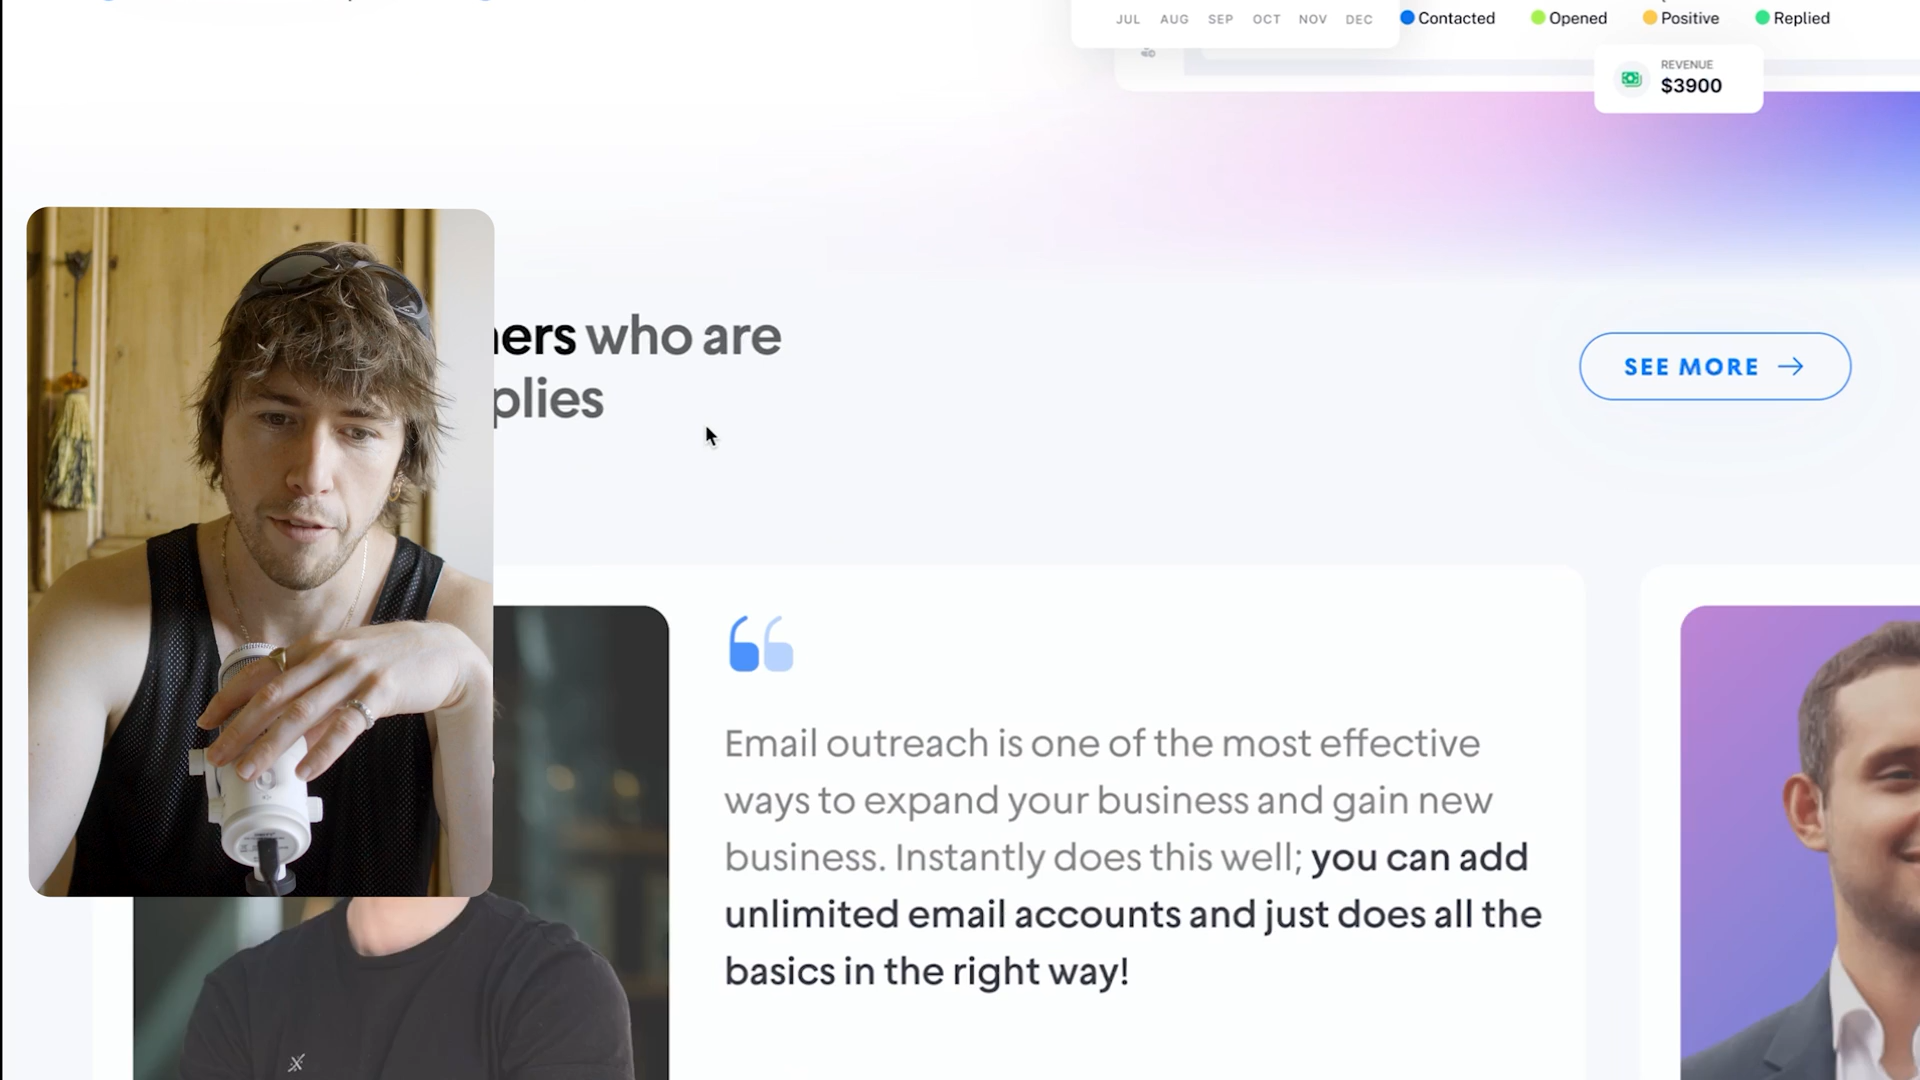 JUL AUG SEP OCT NOV DEC
Contacted Opened Positive Replied
REVENUE
$3900
who are
SEE MORE
Email outreach is one of the most effective
ways to expand your business and gain new
business. Instantly does this well; you can add
unlimited email accounts and just does all the
basics in the right way!